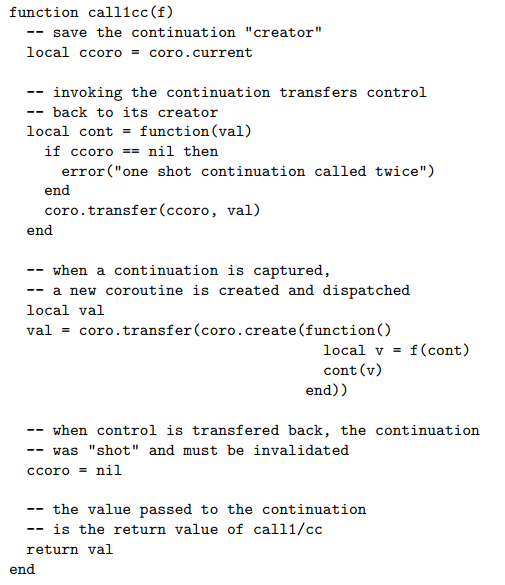 function call1cc(f)
  -- save the continuation "creator"
  local ccoro = coro.current

  -- invoking the continuation transfers control
  -- back to its creator
  local cont = function(val)
    if ccoro == nil then
      error("one shot continuation called twice")
    end
    coro.transfer(ccoro, val)
  end

  -- when a continuation is captured,
  -- a new coroutine is created and dispatched
  local val
  val = coro.transfer(coro.create(function()
                                    local v = f(cont)
                                    cont(v)
                                  end))

  -- when control is transfered back, the continuation
  -- was "shot" and must be invalidated
  ccoro = nil

  -- the value passed to the continuation
  -- is the return value of call1/cc
  return val
end